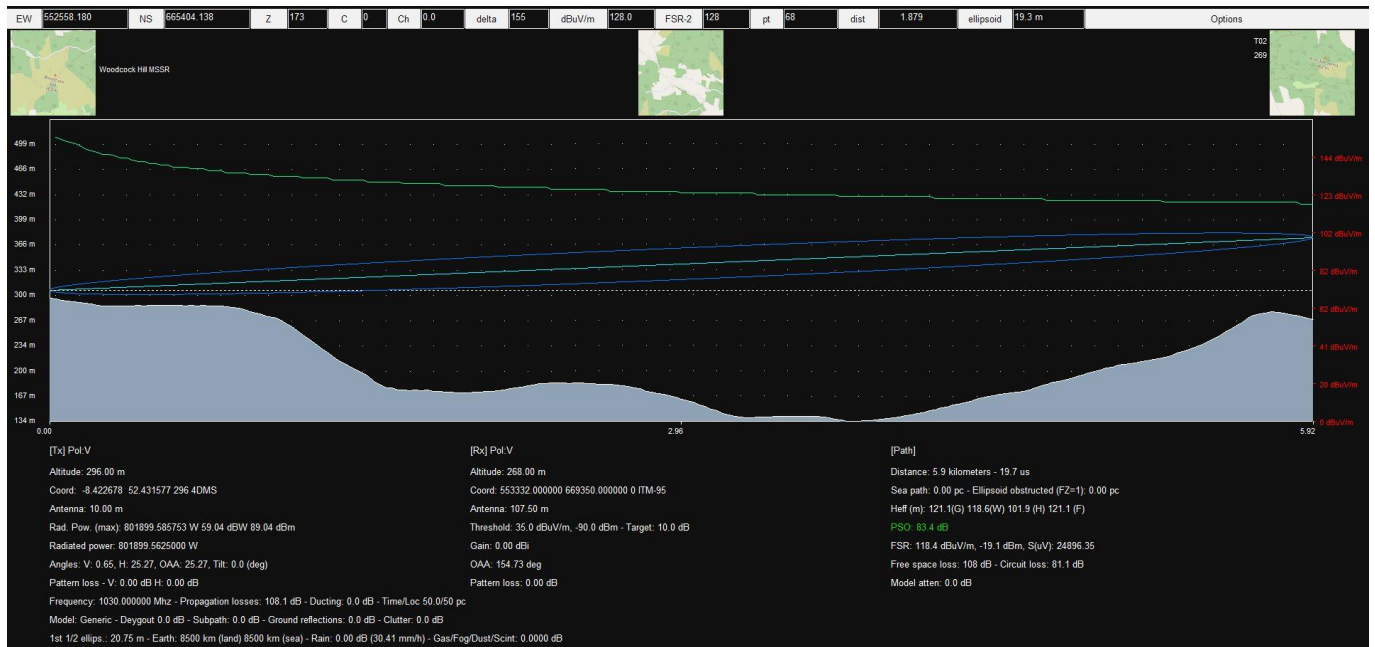 EW 552558.180 NS 665404.138 Z 173 C 0 Ch 0.0 delta 155 dBuV/m 128.0 FSR-2 128 pt 68 dist 1.879 ellipsoid 19.3 m Options
Woodcock Hill MSSR
T02
269
499 m
466 m
432 m
399 m
366 m
333 m
300 m
267 m
234 m
200 m
167 m
134 m
144 dBuV/m
123 dBuV/m
102 dBuV/m
82 dBuV/m
62 dBuV/m
41 dBuV/m
20 dBuV/m
0 dBuV/m
0.00 2.96 5.92
[Tx] Pol:V
Altitude: 296.00 m
Coord: -8.422678 52.431577 296 4DMS
Antenna: 10.00 m
Rad. Pow. (max): 801899.585753 W 59.04 dBW 89.04 dBm
Radiated power: 801899.5625000 W
Angles: V: 0.65, H: 25.27, OAA: 25.27, Tilt: 0.0 (deg)
Pattern loss - V: 0.00 dB H: 0.00 dB
Frequency: 1030.000000 Mhz - Propagation losses: 108.1 dB - Ducting: 0.0 dB - Time/Loc 50.0/50 pc
Model: Generic - Deygout 0.0 dB - Subpath: 0.0 dB - Ground reflections: 0.0 dB - Clutter: 0.0 dB
1st 1/2 ellips.: 20.75 m - Earth: 8500 km (land) 8500 km (sea) - Rain: 0.00 dB (30.41 mm/h) - Gas/Fog/Dust/Scint: 0.0000 dB
[Rx] Pol:V
Altitude: 268.00 m
Coord: 553332.000000 669350.000000 0 ITM-95
Antenna: 107.50 m
Threshold: 35.0 dBuV/m, -90.0 dBm - Target: 10.0 dB
Gain: 0.00 dBi
OAA: 154.73 deg
Pattern loss: 0.00 dB
[Path]
Distance: 5.9 kilometers - 19.7 us
Sea path: 0.00 pc - Ellipsoid obstructed (FZ=1): 0.00 pc
Heff (m): 121.1(G) 118.6(W) 101.9 (H) 121.1 (F)
PSO: 83.4 dB
FSR: 118.4 dBuV/m, -19.1 dBm, S(uV): 24896.35
Free space loss: 108 dB - Circuit loss: 81.1 dB
Model atten: 0.0 dB